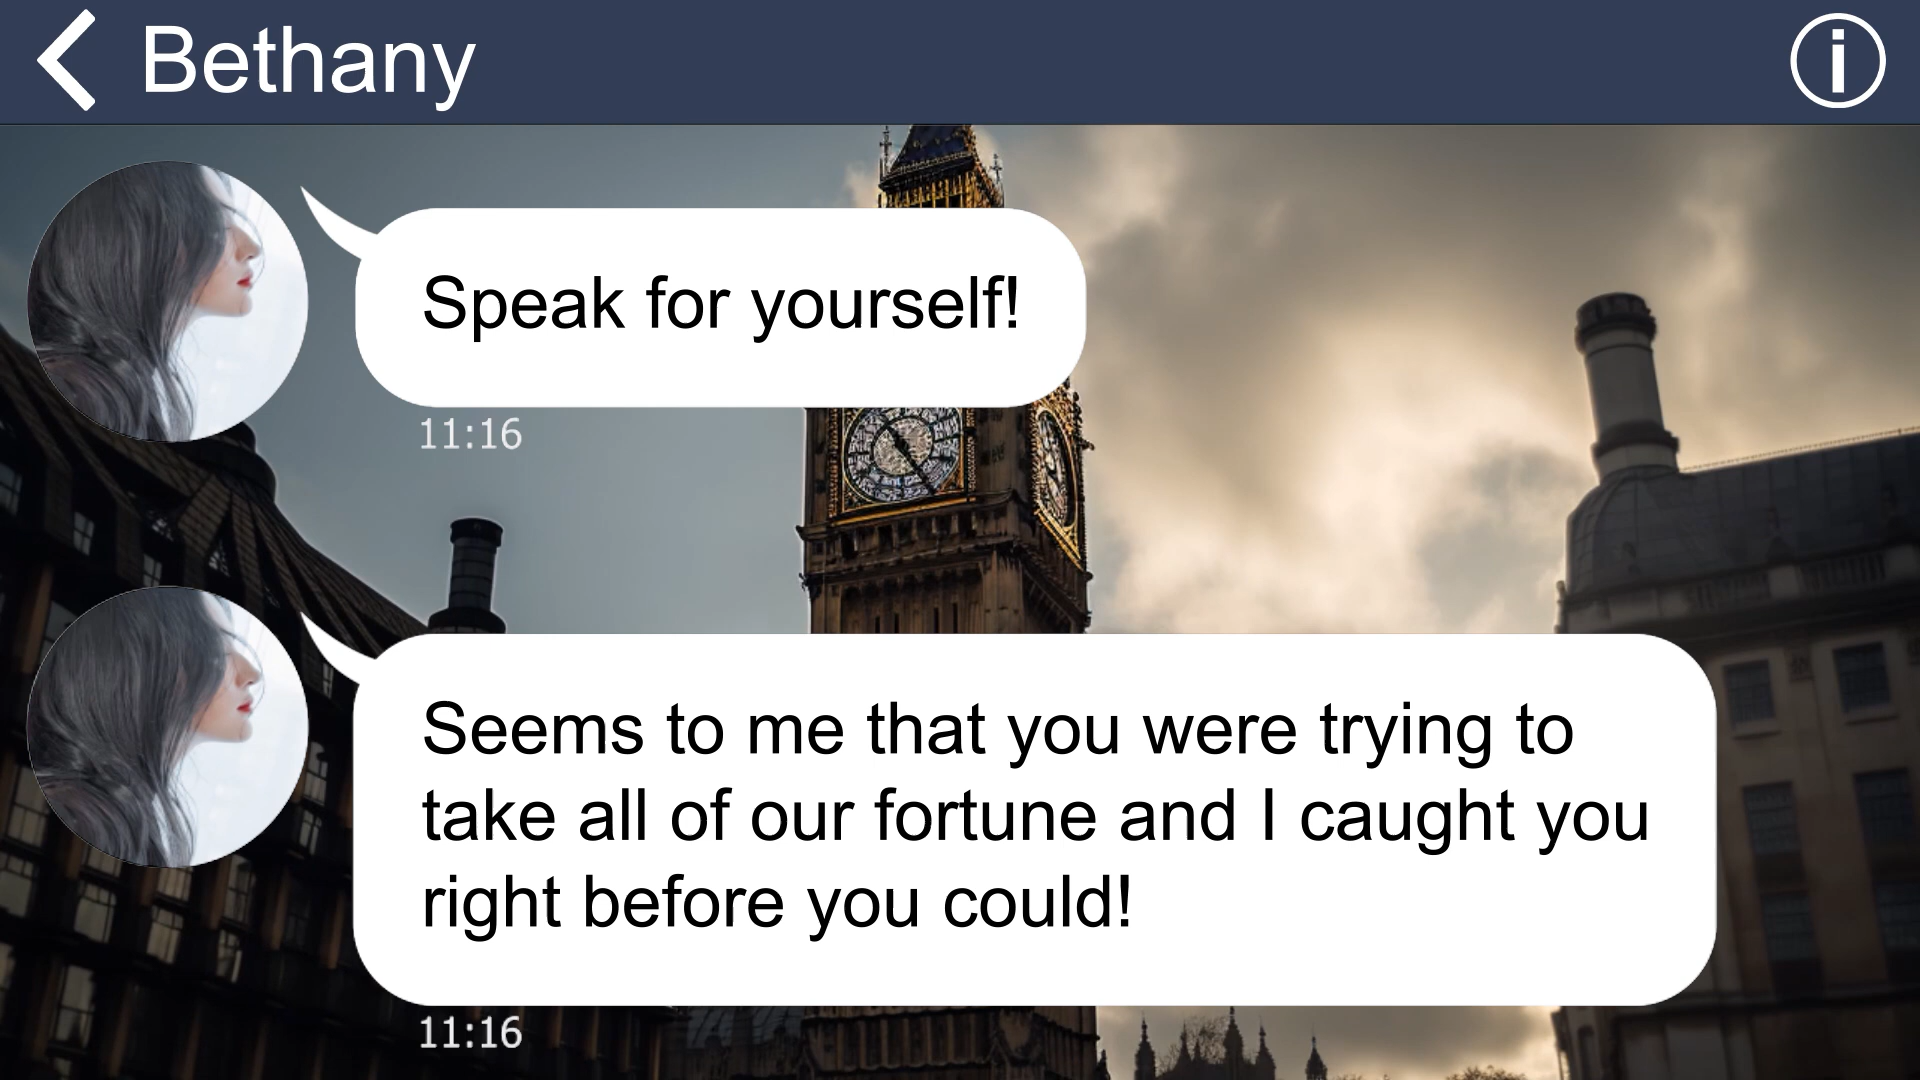 Bethany
Speak for yourself!
11:16
Seems to me that you were trying to
take all of our fortune and I caught you
right before you could!
11:16